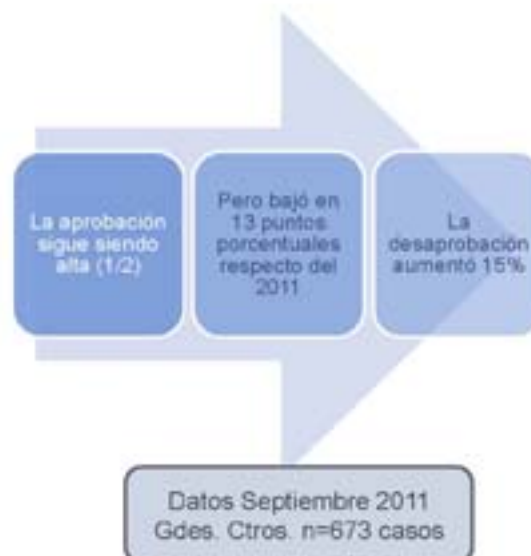 La aprobación
sigue siendo
alta (1/2)
Pero bajó en
13 puntos
porcentuales
respecto del
2011
La
desaprobación
aumentó 15%
Datos Septiembre 2011
Gdes. Ctros. n=673 casos